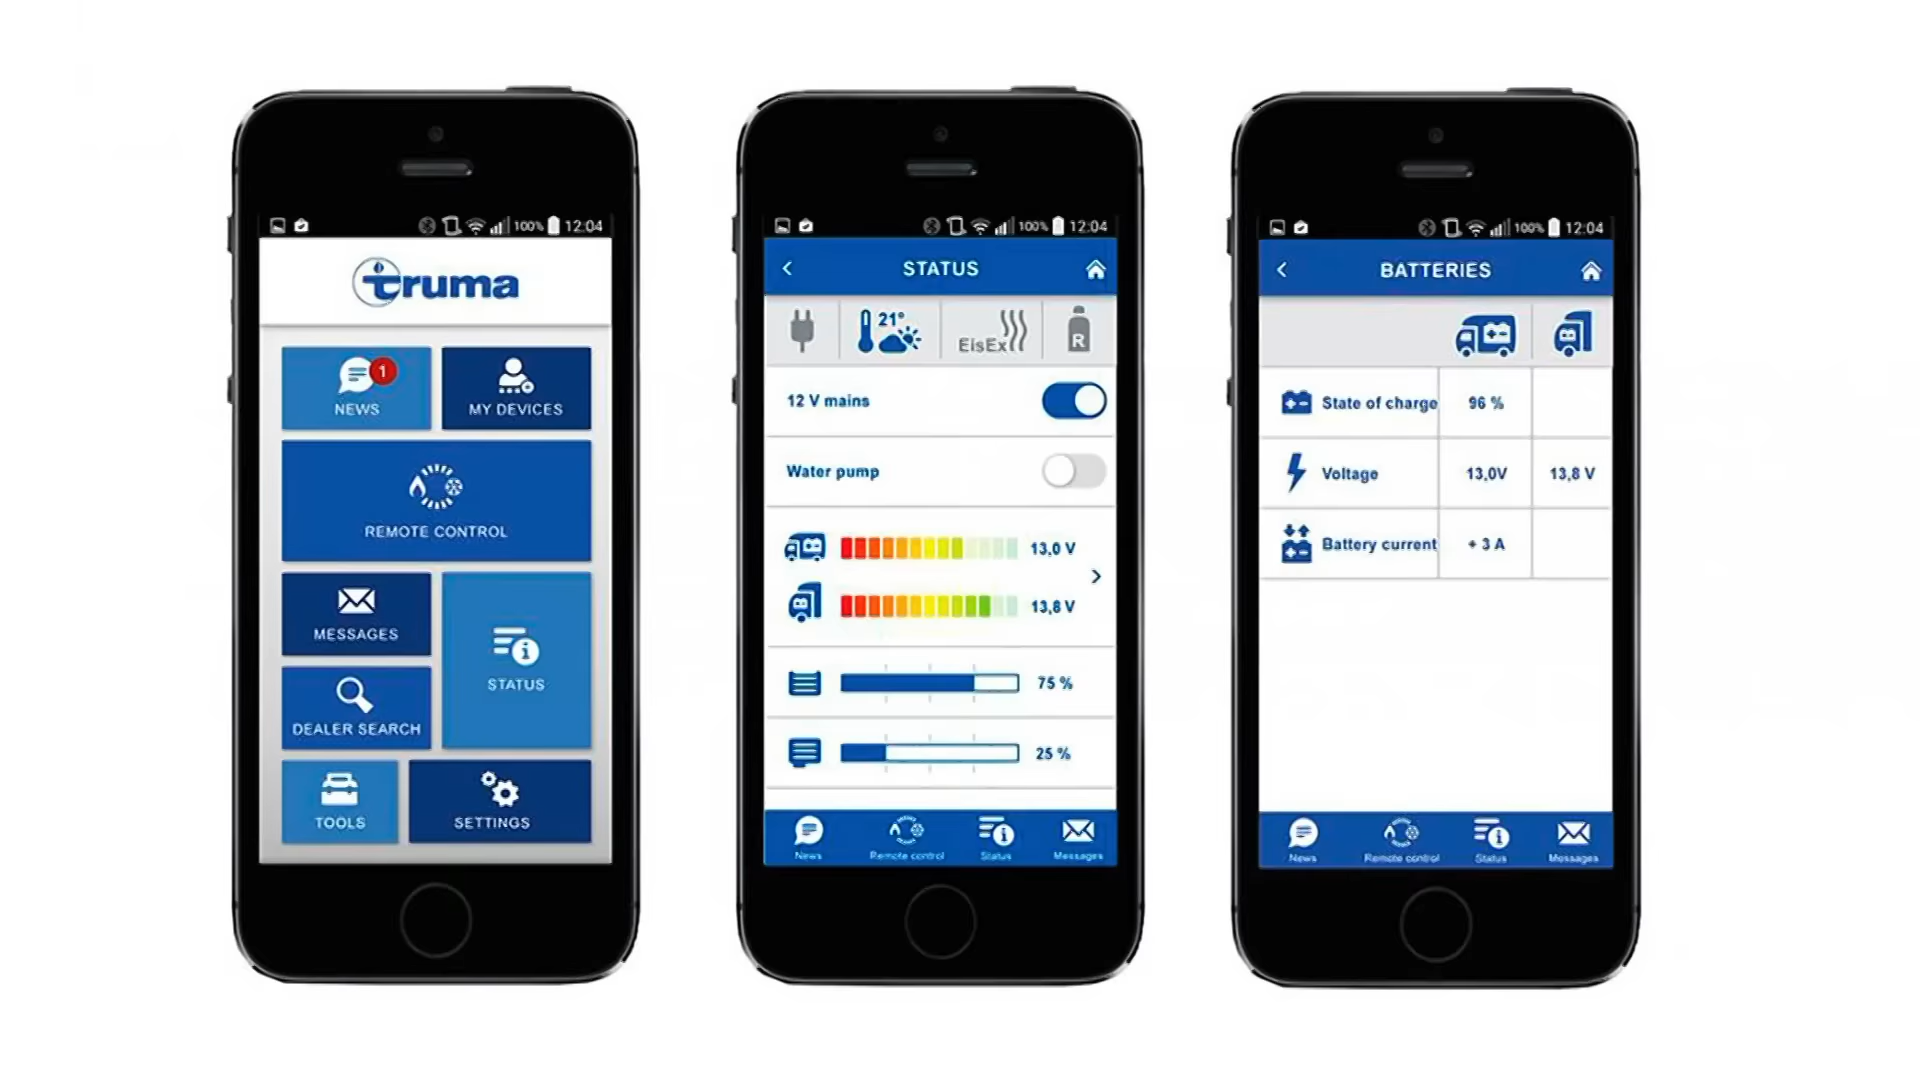 100% 12:04
truma
1
NEWS
MY DEVICES
REMOTE CONTROL
MESSAGES
STATUS
DEALER SEARCH
TOOLS
SETTINGS
100% 12:04
STATUS
21°
EisEx
R
12 V mains
Water pump
13,0 V
13,8 V
75 %
25 %
News Remote control Status Messages
100% 12:04
BATTERIES
State of charge 96 %
Voltage 13,0V 13,8 V
Battery current + 3 A
News Remote control Status Messages